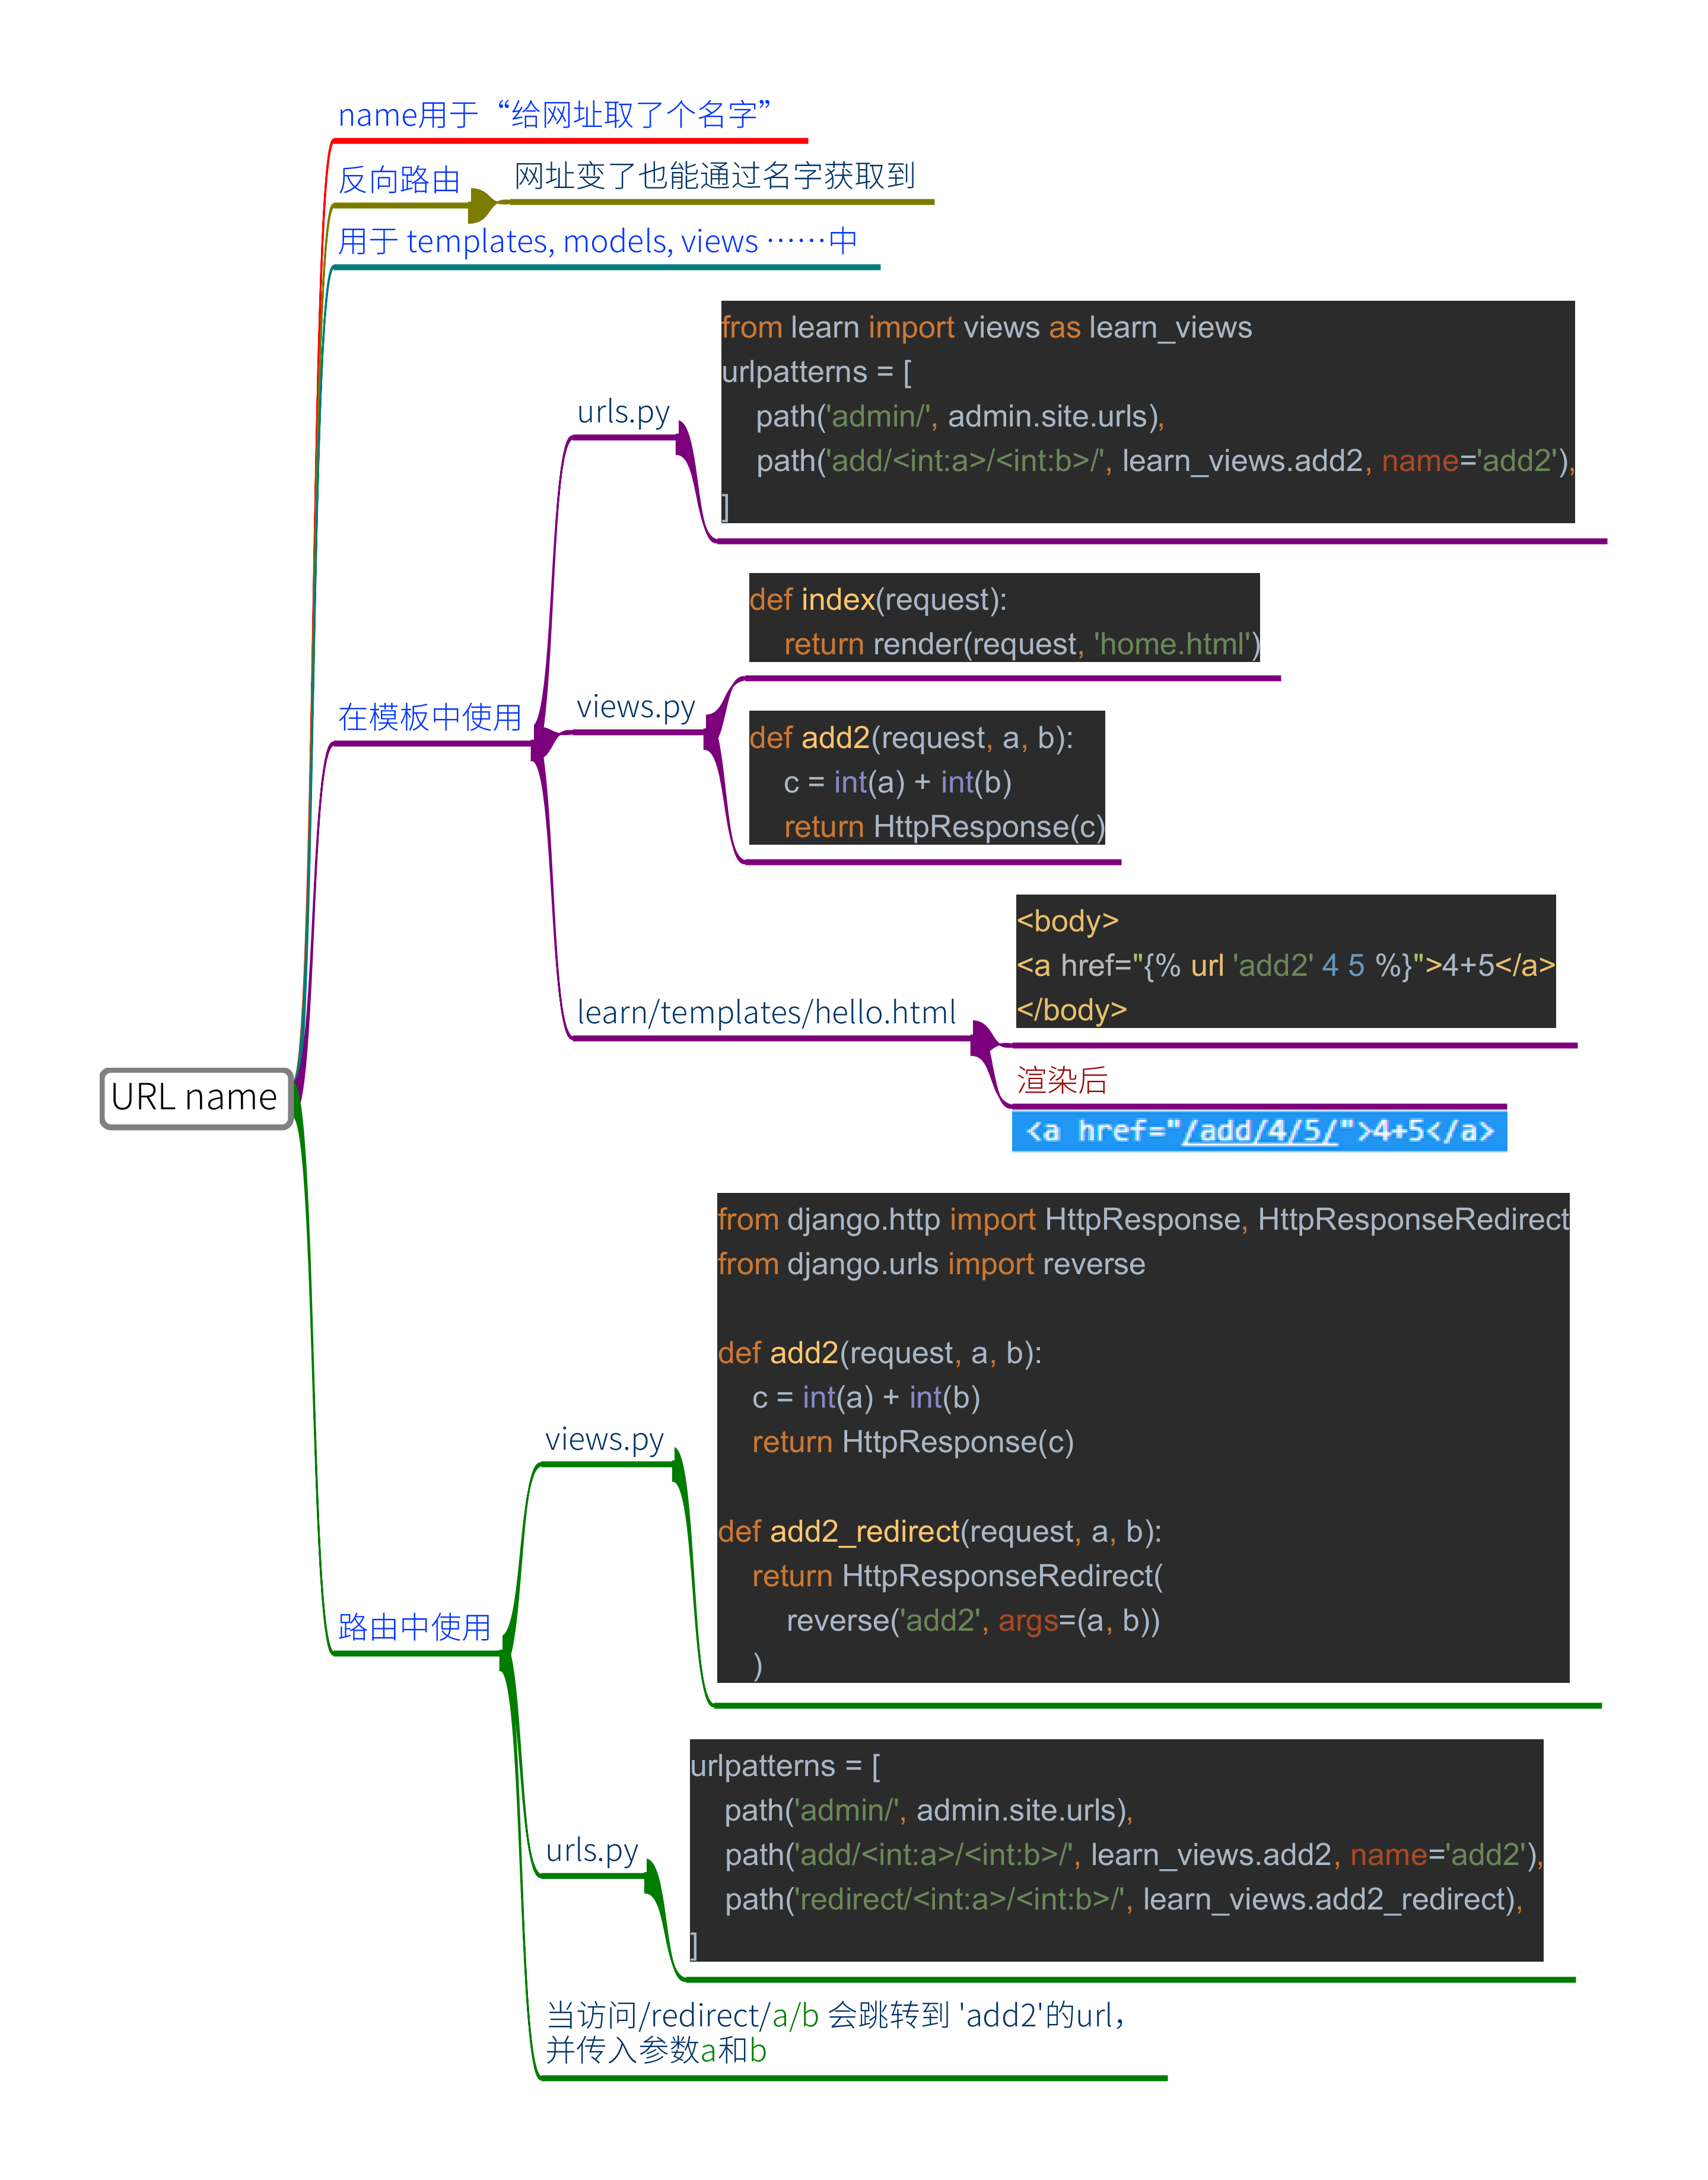 name用于“给网址取了个名字”
反向路由
网址变了也能通过名字获取到
用于 templates, models, views ……中
URL name
在模板中使用
urls.py
from learn import views as learn_views
urlpatterns = [
    path('admin/', admin.site.urls),
    path('add/<int:a>/<int:b>/', learn_views.add2, name='add2'),
]
views.py
def index(request):
    return render(request, 'home.html')
def add2(request, a, b):
    c = int(a) + int(b)
    return HttpResponse(c)
learn/templates/hello.html
<body>
<a href="{% url 'add2' 4 5 %}">4+5</a>
</body>
渲染后
<a href="/add/4/5/">4+5</a>
路由中使用
views.py
from django.http import HttpResponse, HttpResponseRedirect
from django.urls import reverse
def add2(request, a, b):
    c = int(a) + int(b)
    return HttpResponse(c)
def add2_redirect(request, a, b):
    return HttpResponseRedirect(
        reverse('add2', args=(a, b))
    )
urls.py
urlpatterns = [
    path('admin/', admin.site.urls),
    path('add/<int:a>/<int:b>/', learn_views.add2, name='add2'),
    path('redirect/<int:a>/<int:b>/', learn_views.add2_redirect),
]
当访问/redirect/a/b 会跳转到 'add2'的url，
并传入参数a和b